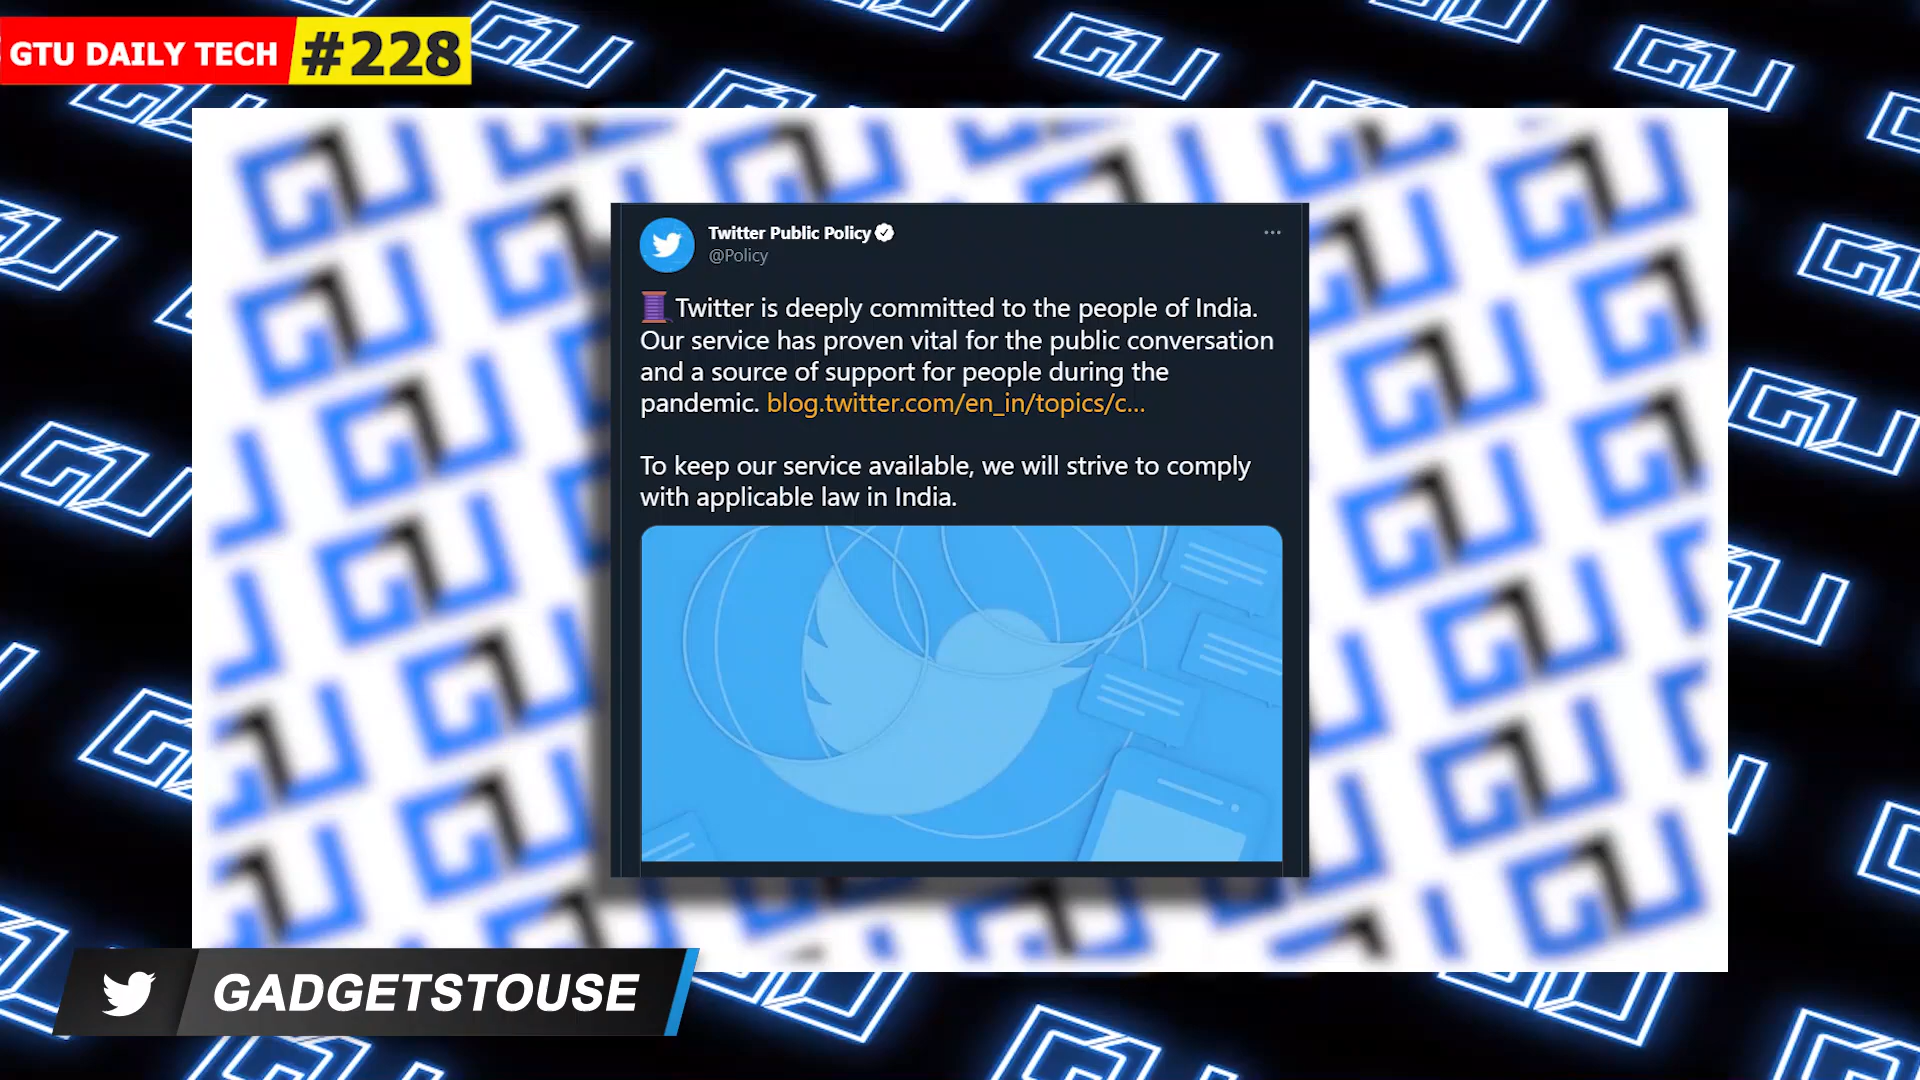 GTU DAILY TECH #228
Twitter Public Policy
@Policy
Twitter is deeply committed to the people of India.
Our service has proven vital for the public conversation
and a source of support for people during the
pandemic. blog.twitter.com/en_in/topics/c...
To keep our service available, we will strive to comply
with applicable law in India.
GADGETSTOUSE